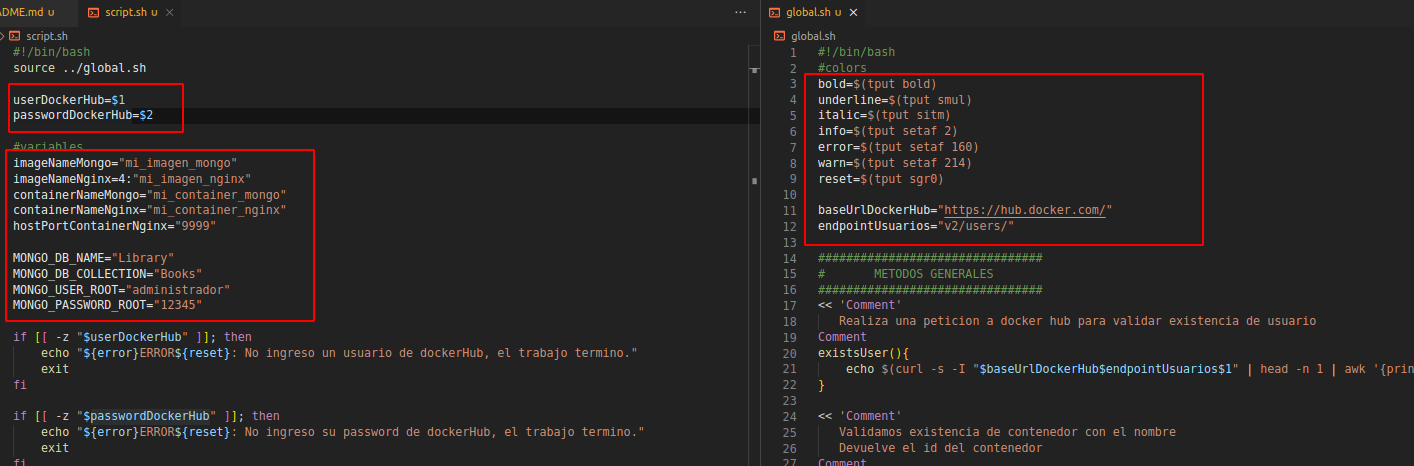 DME.md U
script.sh U
script.sh
#!/bin/bash
source ../global.sh
userDockerHub=$1
passwordDockerHub=$2
#variables
imageNameMongo="mi_imagen_mongo"
imageNameNginx=4:"mi_imagen_nginx"
containerNameMongo="mi_container_mongo"
containerNameNginx="mi_container_nginx"
hostPortContainerNginx="9999"
MONGO_DB_NAME="Library"
MONGO_DB_COLLECTION="Books"
MONGO_USER_ROOT="administrador"
MONGO_PASSWORD_ROOT="12345"
if [[ -z "$userDockerHub" ]]; then
    echo "${error}ERROR${reset}: No ingreso un usuario de dockerHub, el trabajo termino."
    exit
fi
if [[ -z "$passwordDockerHub" ]]; then
    echo "${error}ERROR${reset}: No ingreso su password de dockerHub, el trabajo termino."
    exit
fi
global.sh U
global.sh
1 #!/bin/bash
2 #colors
3 bold=$(tput bold)
4 underline=$(tput smul)
5 italic=$(tput sitm)
6 info=$(tput setaf 2)
7 error=$(tput setaf 160)
8 warn=$(tput setaf 214)
9 reset=$(tput sgr0)
10
11 baseUrlDockerHub="https://hub.docker.com/"
12 endpointUsuarios="v2/users/"
13
14 ################################
15 #       METODOS GENERALES
16 ################################
17 << 'Comment'
18    Realiza una peticion a docker hub para validar existencia de usuario
19 Comment
20 existsUser(){
21     echo $(curl -s -I "$baseUrlDockerHub$endpointUsuarios$1" | head -n 1 | awk '{prin
22 }
23
24 << 'Comment'
25    Validamos existencia de contenedor con el nombre
26    Devuelve el id del contenedor
27 Comment